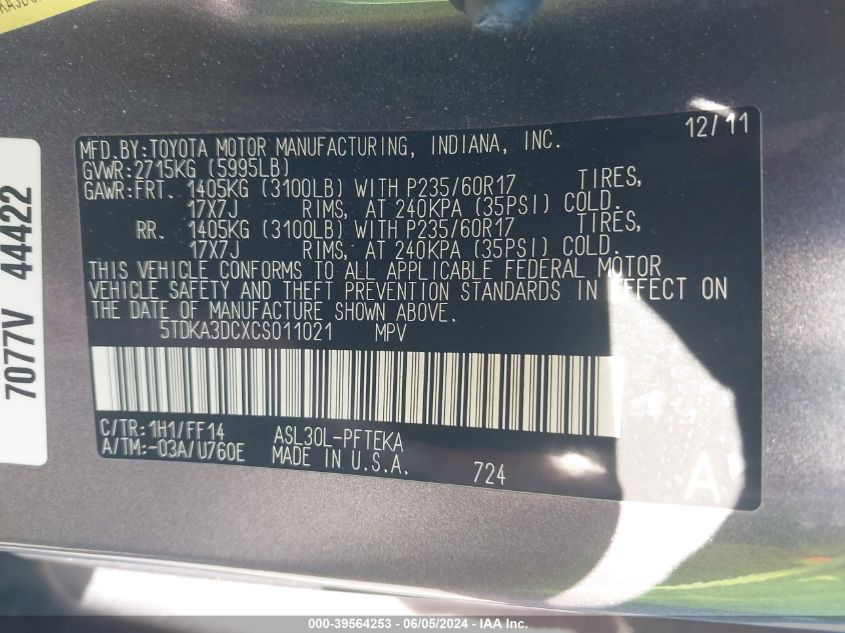 12/11
MFD.BY:TOYOTA MOTOR MANUFACTURING, INDIANA, INC.
GVWR:2715KG (5995LB)
GAWR:FRT. 1405KG (3100LB) WITH P235/60R17 TIRES,
17X7J RIMS, AT 240KPA (35PSI) COLD.
RR. 1405KG (3100LB) WITH P235/60R17 TIRES,
17X7J RIMS, AT 240KPA (35PSI) COLD.
THIS VEHICLE CONFORMS TO ALL APPLICABLE FEDERAL MOTOR
VEHICLE SAFETY AND THEFT PREVENTION STANDARDS IN EFFECT ON
THE DATE OF MANUFACTURE SHOWN ABOVE.
5TDKA3DCXCS011021 MPV
C/TR:1H1/FF14 ASL30L-PFTEKA
A/TM:-03A/U760E MADE IN U.S.A. 724
A
7077V 44422
000-39564253 - 06/05/2024 - IAA Inc.